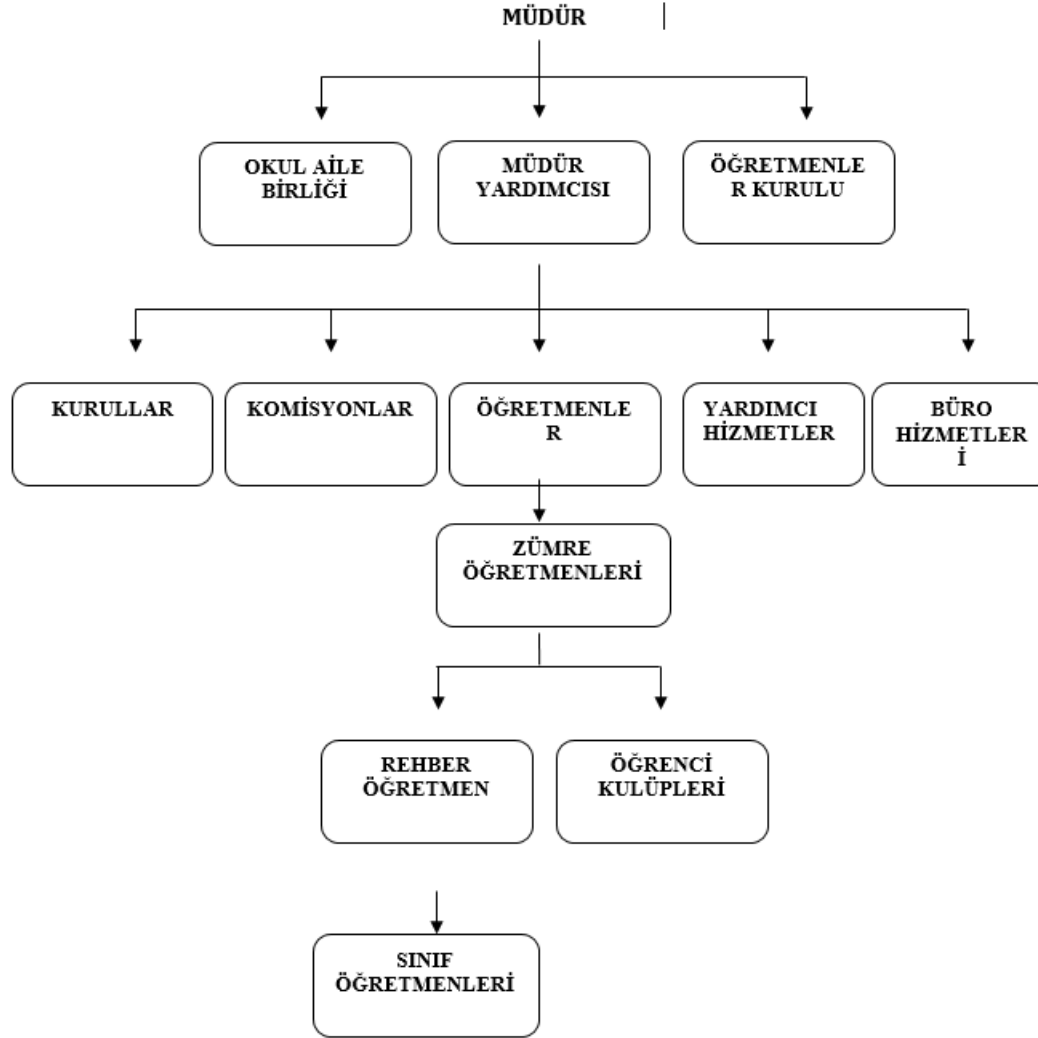 MÜDÜR
OKUL AİLE
BİRLİĞİ
MÜDÜR
YARDIMCISI
ÖĞRETMENLE
R KURULU
KURULLAR
KOMİSYONLAR
ÖĞRETMENLE
R
YARDIMCI
HİZMETLER
BÜRO
HİZMETLER
İ
ZÜMRE
ÖĞRETMENLERİ
REHBER
ÖĞRETMEN
ÖĞRENCİ
KULÜPLERİ
SINIF
ÖĞRETMENLERİ